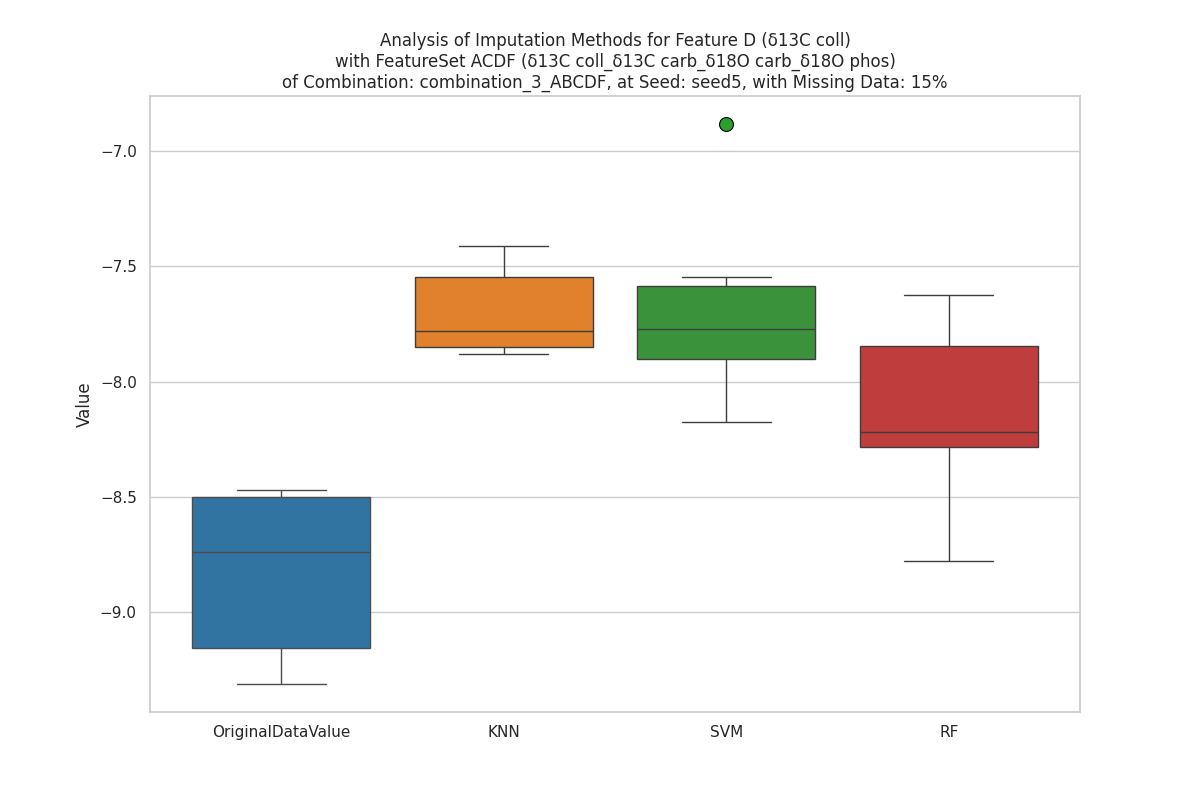 Analysis of Imputation Methods for Feature D (δ13C coll)
with FeatureSet ACDF (δ13C coll_δ13C carb_δ18O carb_δ18O phos)
of Combination: combination_3_ABCDF, at Seed: seed5, with Missing Data: 15%
Value
−7.0
−7.5
−8.0
−8.5
−9.0
OriginalDataValue
KNN
SVM
RF